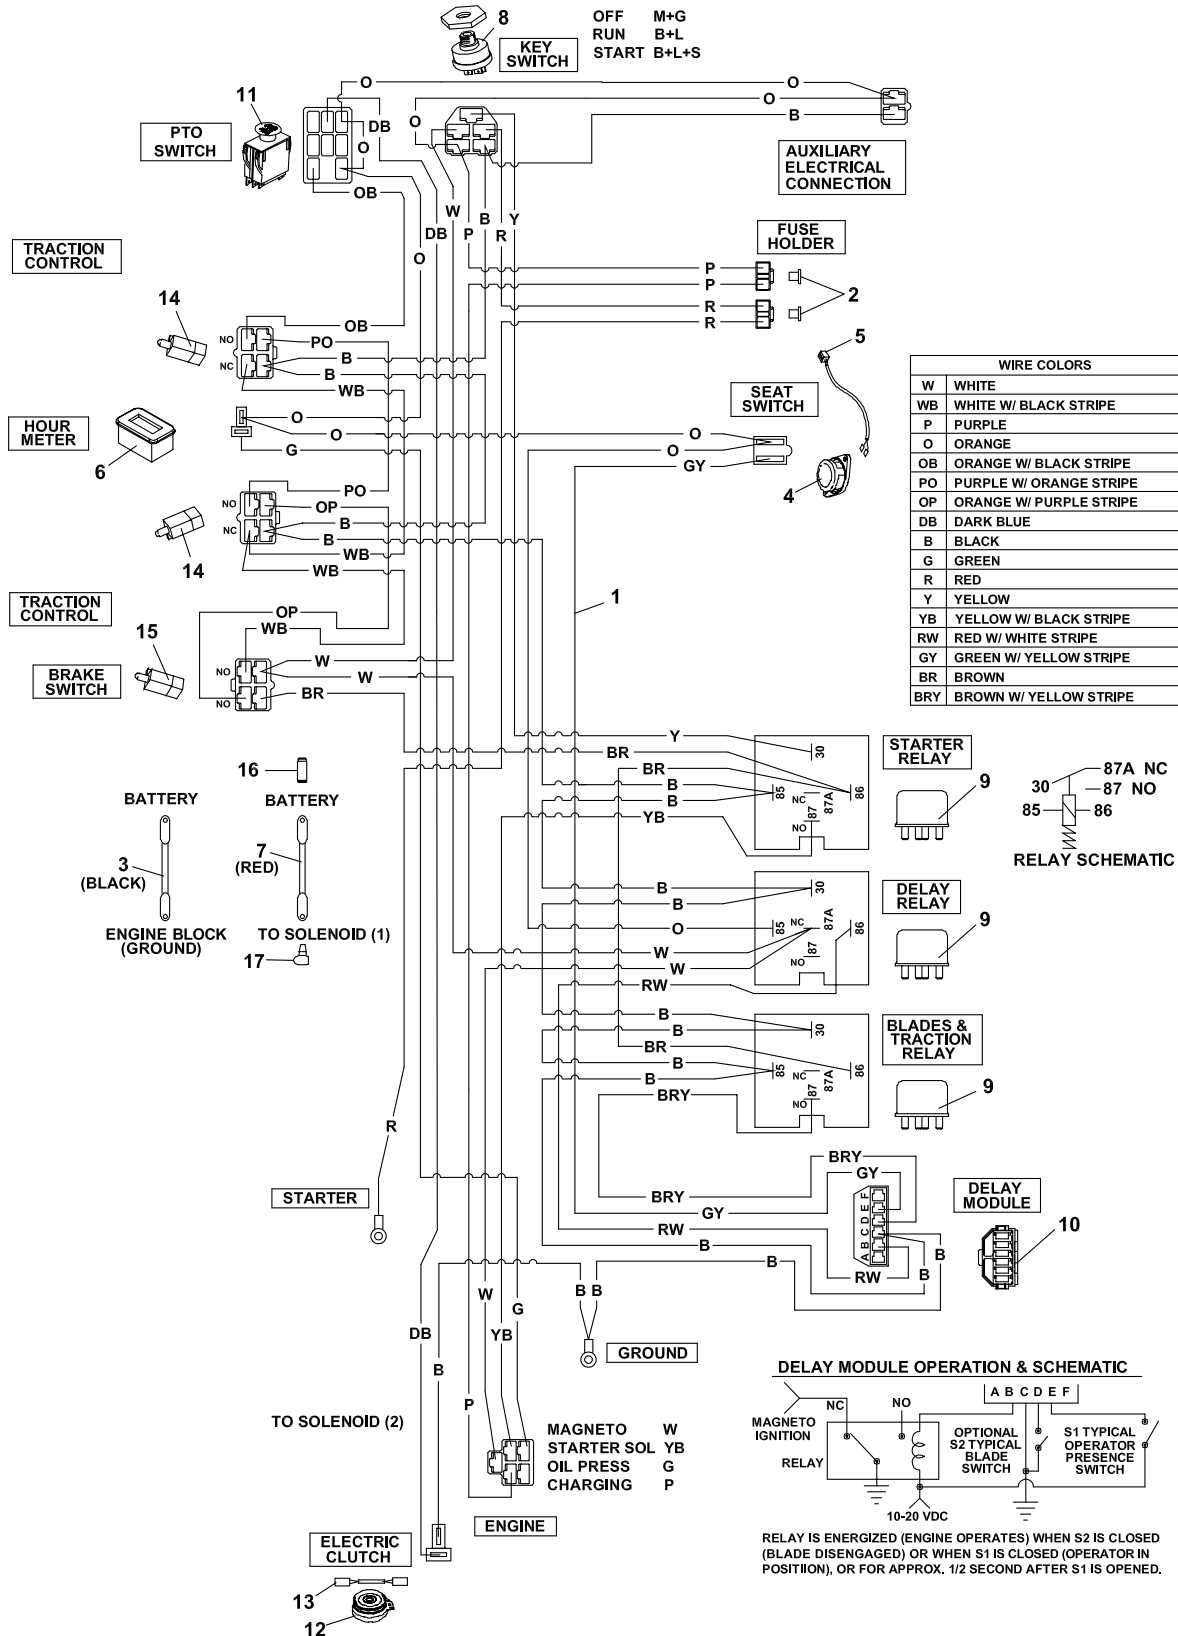 8
OFF M+G
RUN B+L
START B+L+S
KEY
SWITCH
11
PTO
SWITCH
O
DB
O
OB
O
O
O
B
AUXILIARY
ELECTRICAL
CONNECTION
W
B
Y
DB
P
R
O
FUSE
HOLDER
P
P
R
R
2
TRACTION
CONTROL
14
NO
NC
OB
PO
B
B
WB
5
SEAT
SWITCH
HOUR
METER
6
O
O
G
O
O
GY
4
WIRE COLORS
W WHITE
WB WHITE W/ BLACK STRIPE
P PURPLE
O ORANGE
OB ORANGE W/ BLACK STRIPE
PO PURPLE W/ ORANGE STRIPE
OP ORANGE W/ PURPLE STRIPE
DB DARK BLUE
B BLACK
G GREEN
R RED
Y YELLOW
YB YELLOW W/ BLACK STRIPE
RW RED W/ WHITE STRIPE
GY GREEN W/ YELLOW STRIPE
BR BROWN
BRY BROWN W/ YELLOW STRIPE
NO
NC
PO
OP
B
B
WB
WB
14
1
TRACTION
CONTROL
15
BRAKE
SWITCH
OP
WB
NO
NO
W
W
BR
Y
BR
BR
B
B
YB
30
85
NC
87A
86
87
NO
STARTER
RELAY
9
30
87A NC
87 NO
85
86
RELAY SCHEMATIC
16
BATTERY
BATTERY
3
(BLACK)
7
(RED)
ENGINE BLOCK
(GROUND)
TO SOLENOID (1)
17
B
B
O
W
W
RW
30
85
NC
87A
86
87
NO
DELAY
RELAY
9
B
B
BR
B
B
BRY
30
85
NC
87A
86
87
NO
BLADES &
TRACTION
RELAY
9
R
STARTER
BRY
GY
BRY
GY
RW
B
B
RW
B
B
A B C D E F
DELAY
MODULE
10
W
G
YB
DB
B
P
B B
GROUND
TO SOLENOID (2)
MAGNETO W
STARTER SOL YB
OIL PRESS G
CHARGING P
ENGINE
ELECTRIC
CLUTCH
13
12
DELAY MODULE OPERATION & SCHEMATIC
A B C D E F
NC
NO
MAGNETO
IGNITION
RELAY
OPTIONAL
S2 TYPICAL
BLADE
SWITCH
S1 TYPICAL
OPERATOR
PRESENCE
SWITCH
10-20 VDC
RELAY IS ENERGIZED (ENGINE OPERATES) WHEN S2 IS CLOSED
(BLADE DISENGAGED) OR WHEN S1 IS CLOSED (OPERATOR IN
POSITIION), OR FOR APPROX. 1/2 SECOND AFTER S1 IS OPENED.